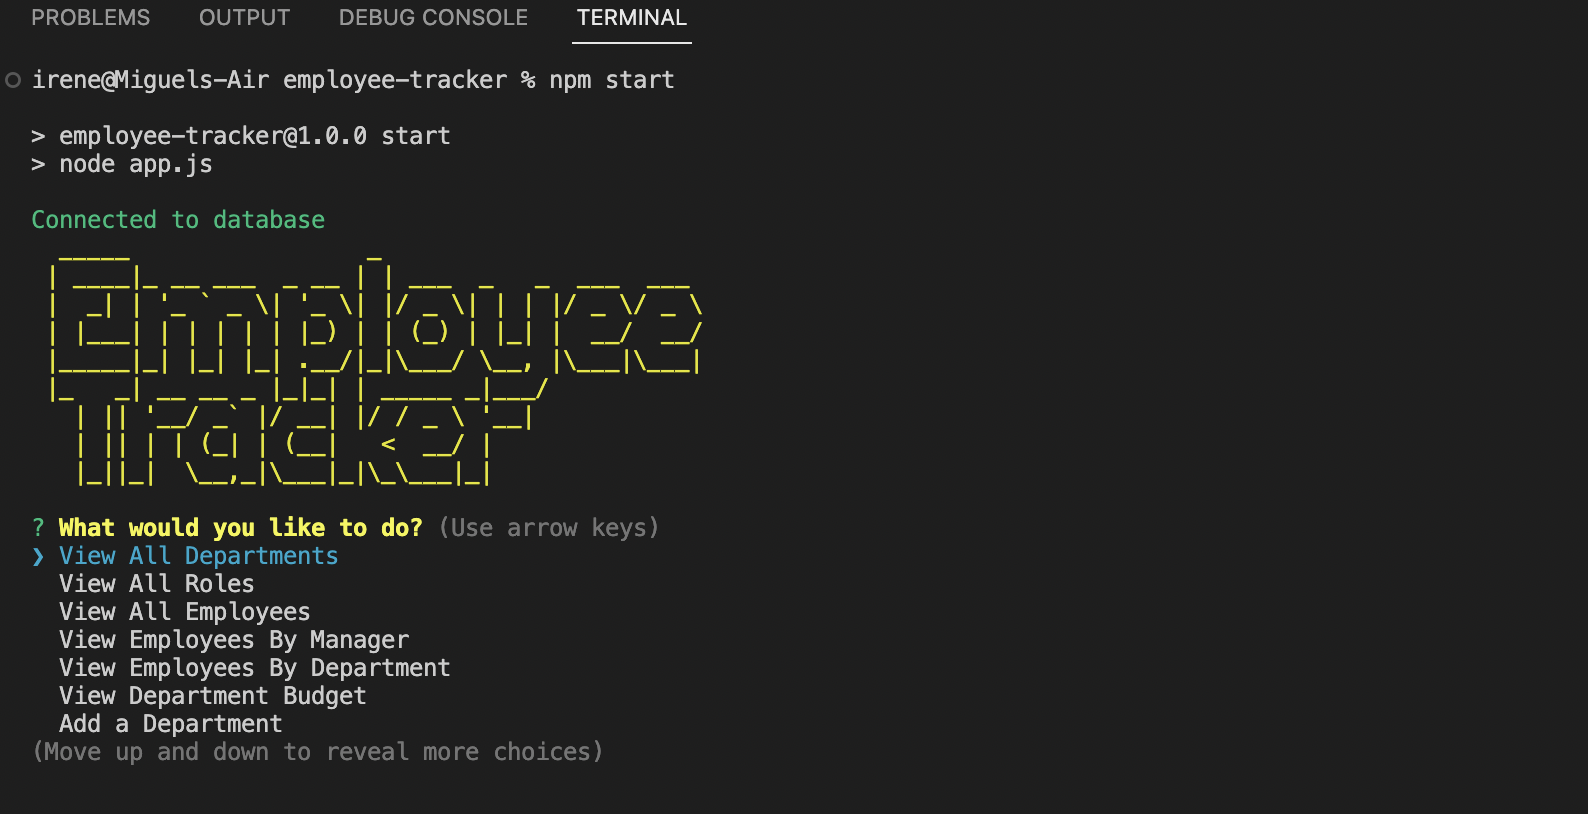 PROBLEMS OUTPUT DEBUG CONSOLE TERMINAL
irene@Miguels-Air employee-tracker % npm start
> employee-tracker@1.0.0 start
> node app.js
Connected to database
Employee
Tracker
? What would you like to do? (Use arrow keys)
❯ View All Departments
View All Roles
View All Employees
View Employees By Manager
View Employees By Department
View Department Budget
Add a Department
(Move up and down to reveal more choices)